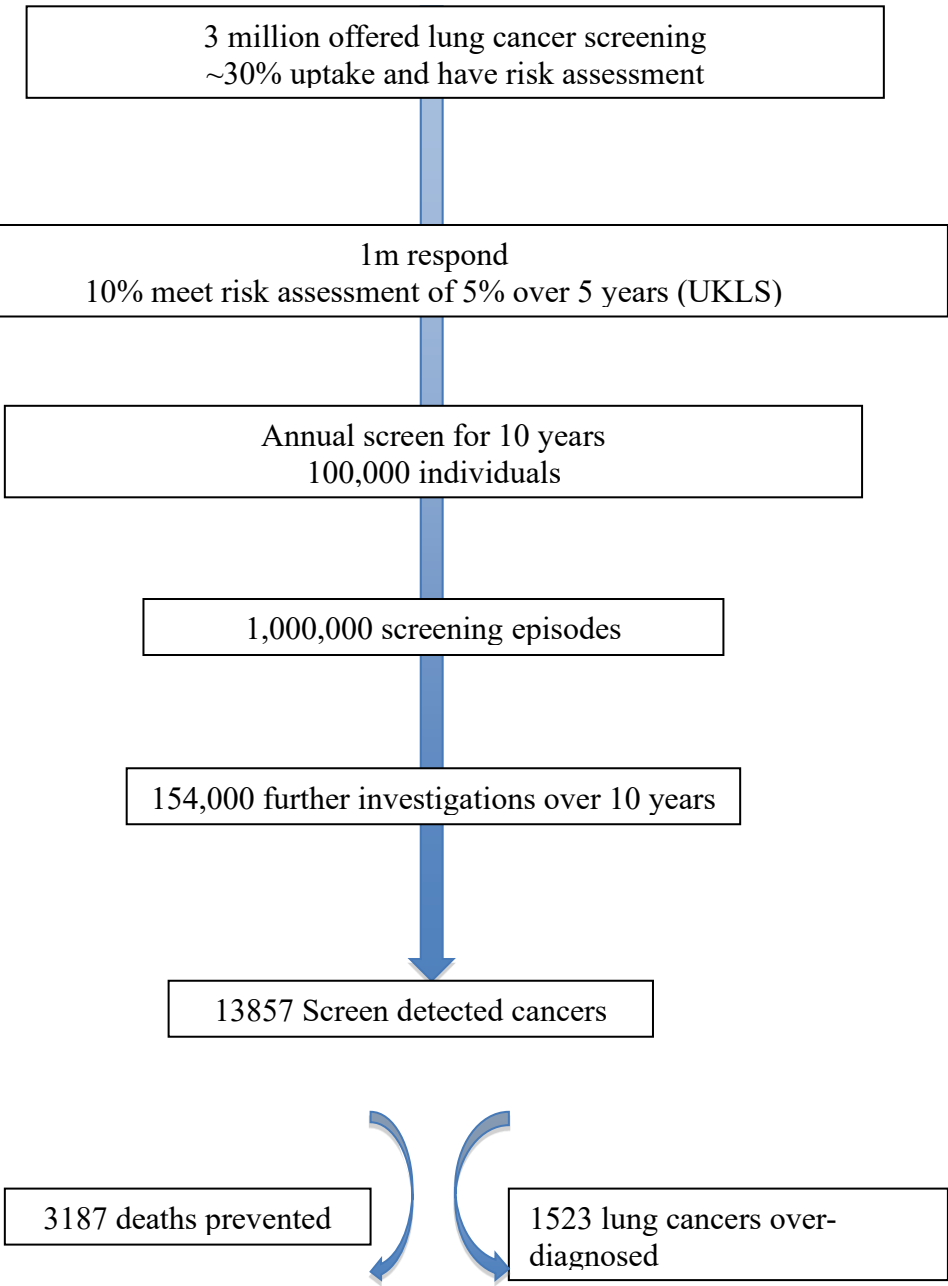 3 million offered lung cancer screening
~30% uptake and have risk assessment
1m respond
10% meet risk assessment of 5% over 5 years (UKLS)
Annual screen for 10 years
100,000 individuals
1,000,000 screening episodes
154,000 further investigations over 10 years
13857 Screen detected cancers
3187 deaths prevented
1523 lung cancers over-
diagnosed